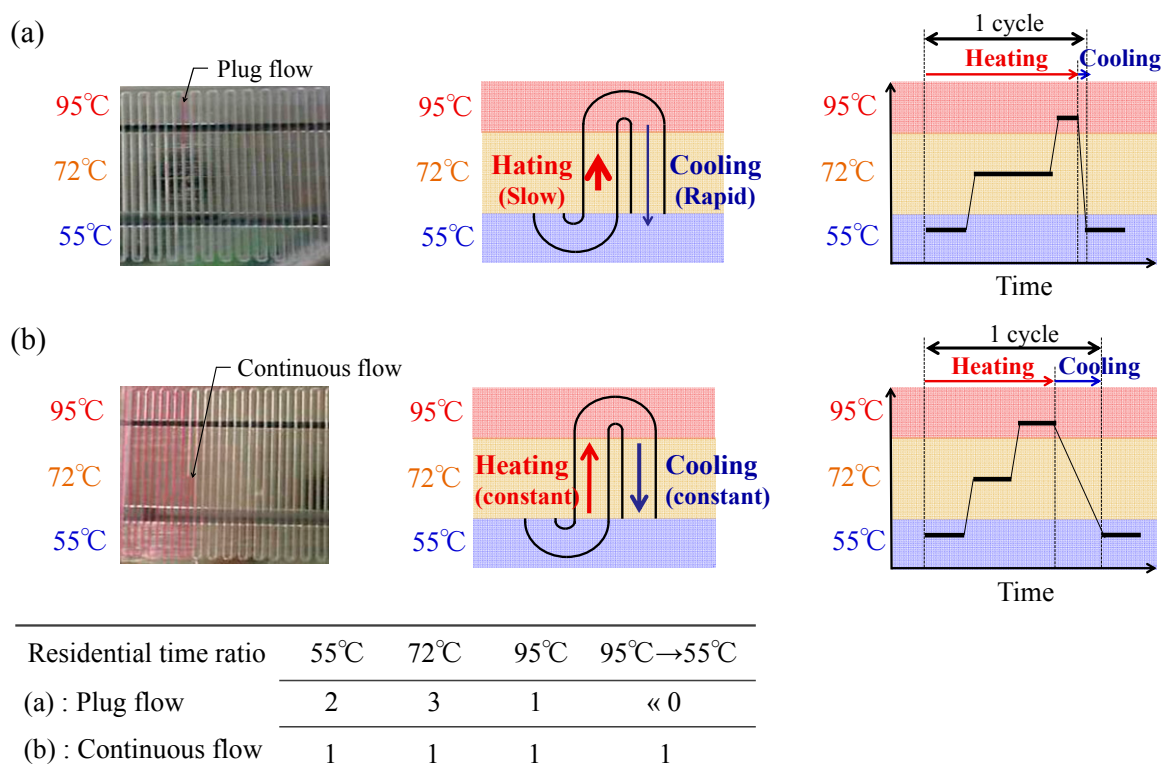 (a)
Plug flow
95℃
72℃
55℃
95℃
72℃
55℃
Hating
(Slow)
Cooling
(Rapid)
1 cycle
Heating
Cooling
95℃
72℃
55℃
Time
(b)
Continuous flow
95℃
72℃
55℃
95℃
72℃
55℃
Heating
(constant)
Cooling
(constant)
1 cycle
Heating
Cooling
95℃
72℃
55℃
Time
Residential time ratio 55℃ 72℃ 95℃ 95℃→55℃
(a) : Plug flow 2 3 1 « 0
(b) : Continuous flow 1 1 1 1